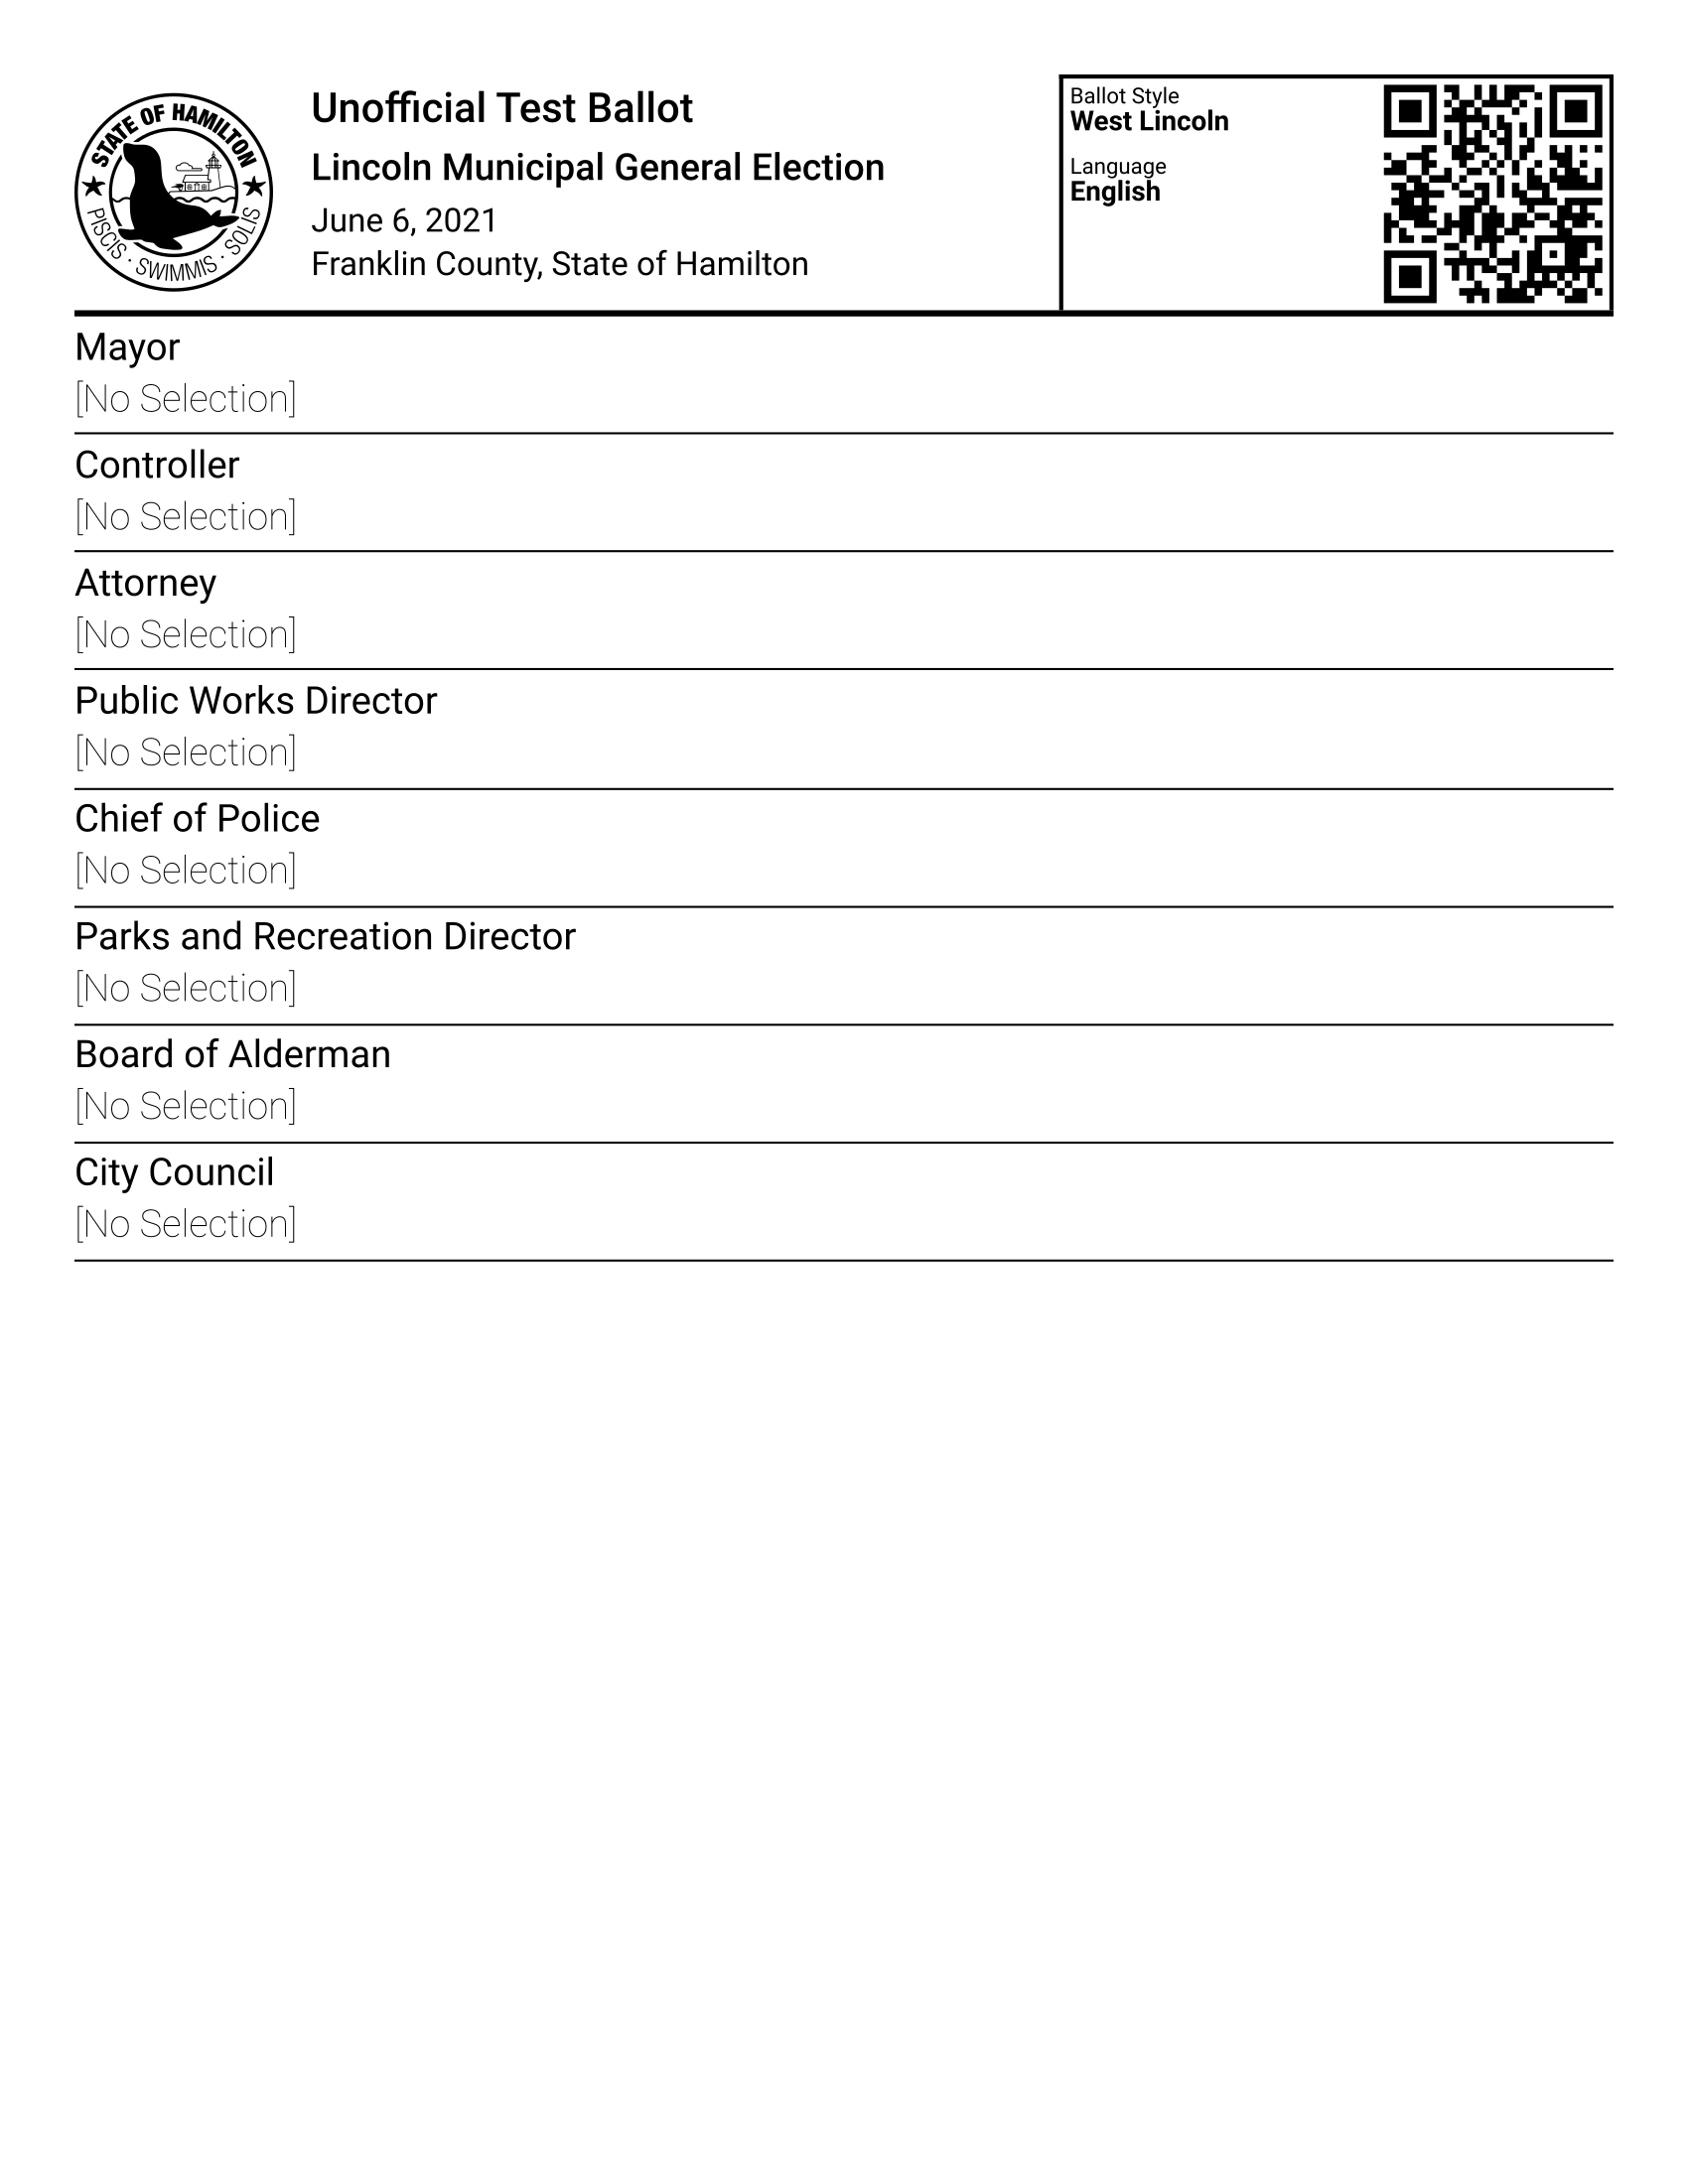 STATE OF HAMILTON
PISCIS · SWIMMIS · SOLIS
Unofficial Test Ballot
Lincoln Municipal General Election
June 6, 2021
Franklin County, State of Hamilton
Ballot Style
West Lincoln
Language
English
Mayor
[No Selection]
Controller
[No Selection]
Attorney
[No Selection]
Public Works Director
[No Selection]
Chief of Police
[No Selection]
Parks and Recreation Director
[No Selection]
Board of Alderman
[No Selection]
City Council
[No Selection]